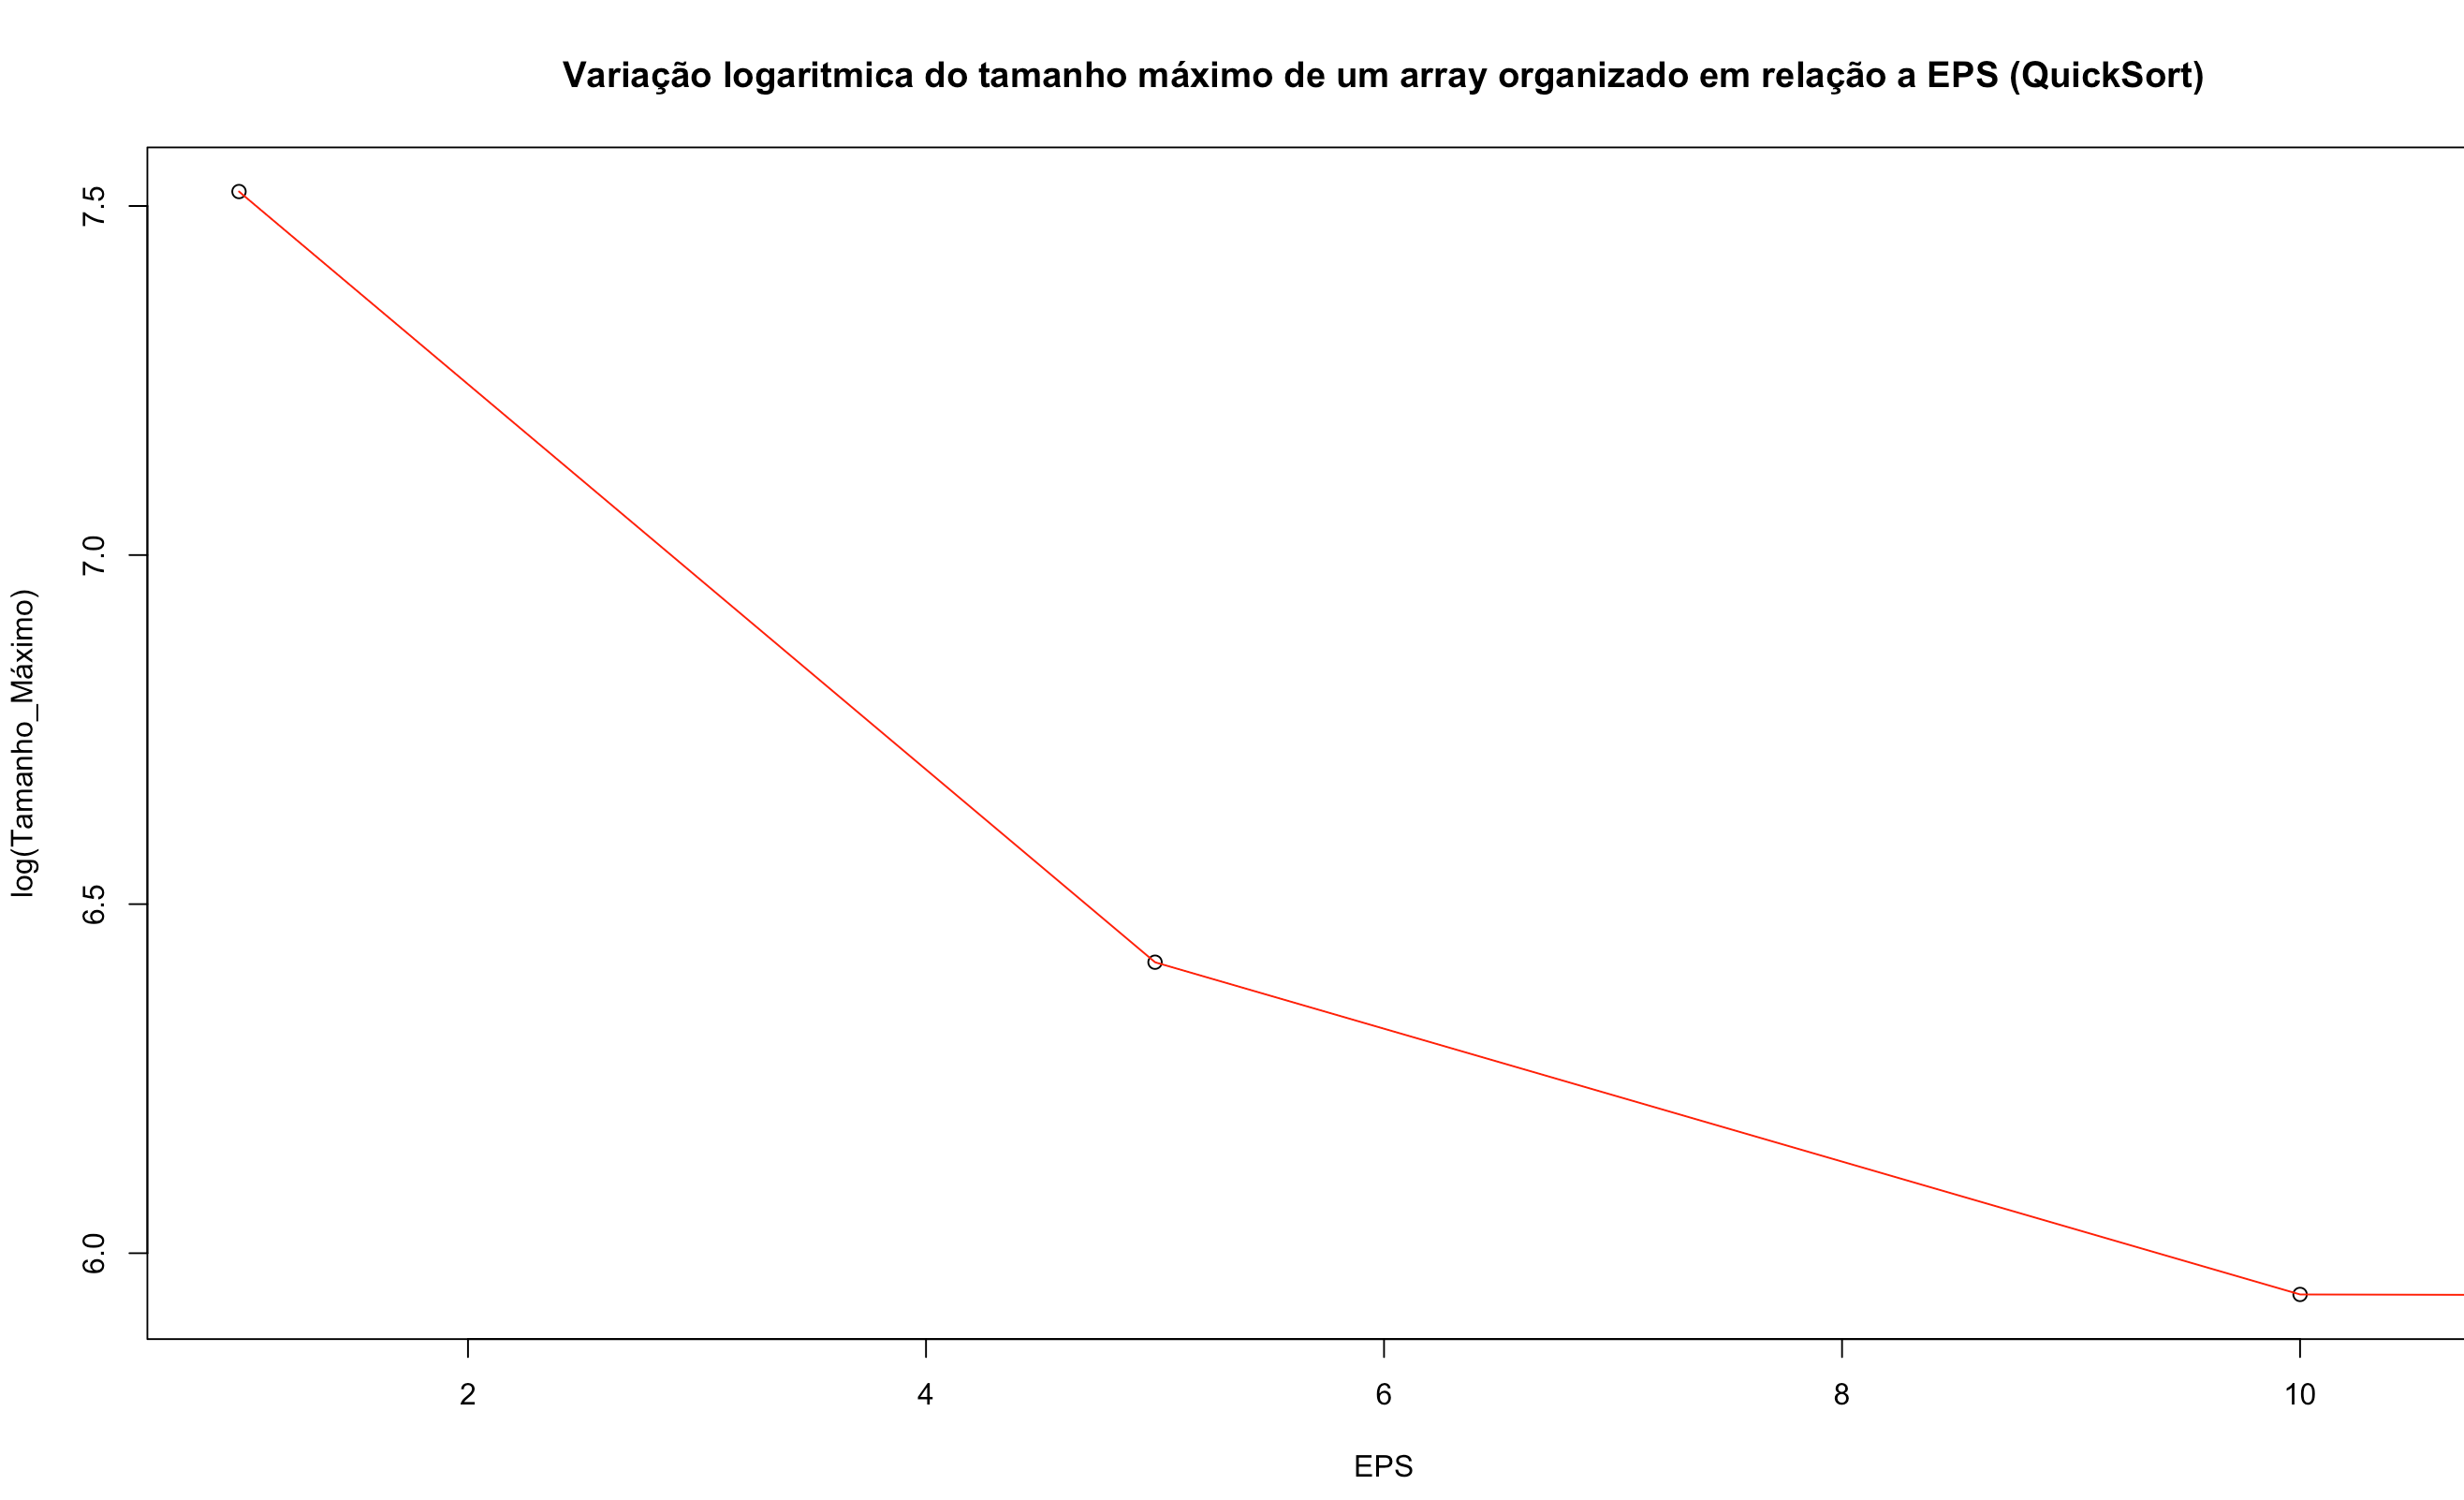 Variação logaritmica do tamanho máximo de um array organizado em relação a EPS (QuickSort)
log(Tamanho_Máximo)
7.5
7.0
6.5
6.0
2 4 6 8 10
EPS